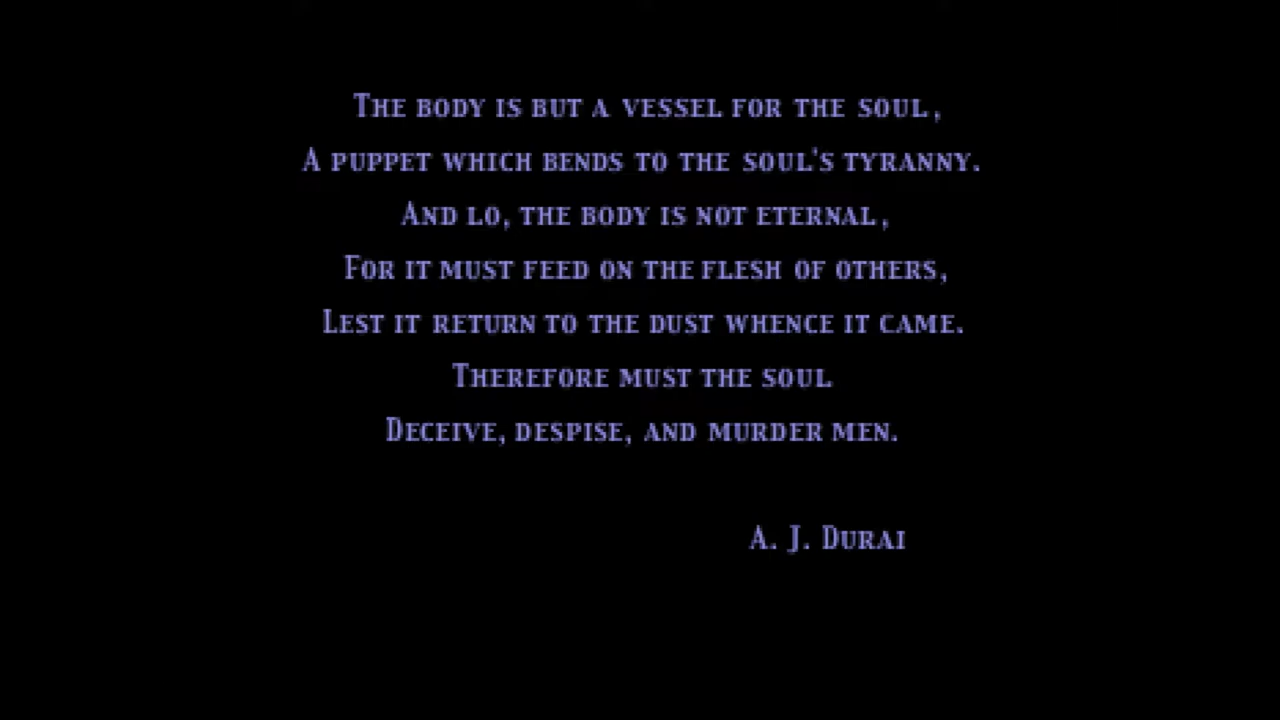 The body is but a vessel for the soul,
A puppet which bends to the soul's tyranny.
And lo, the body is not eternal,
For it must feed on the flesh of others,
Lest it return to the dust whence it came.
Therefore must the soul
Deceive, despise, and murder men.
A. J. Durai